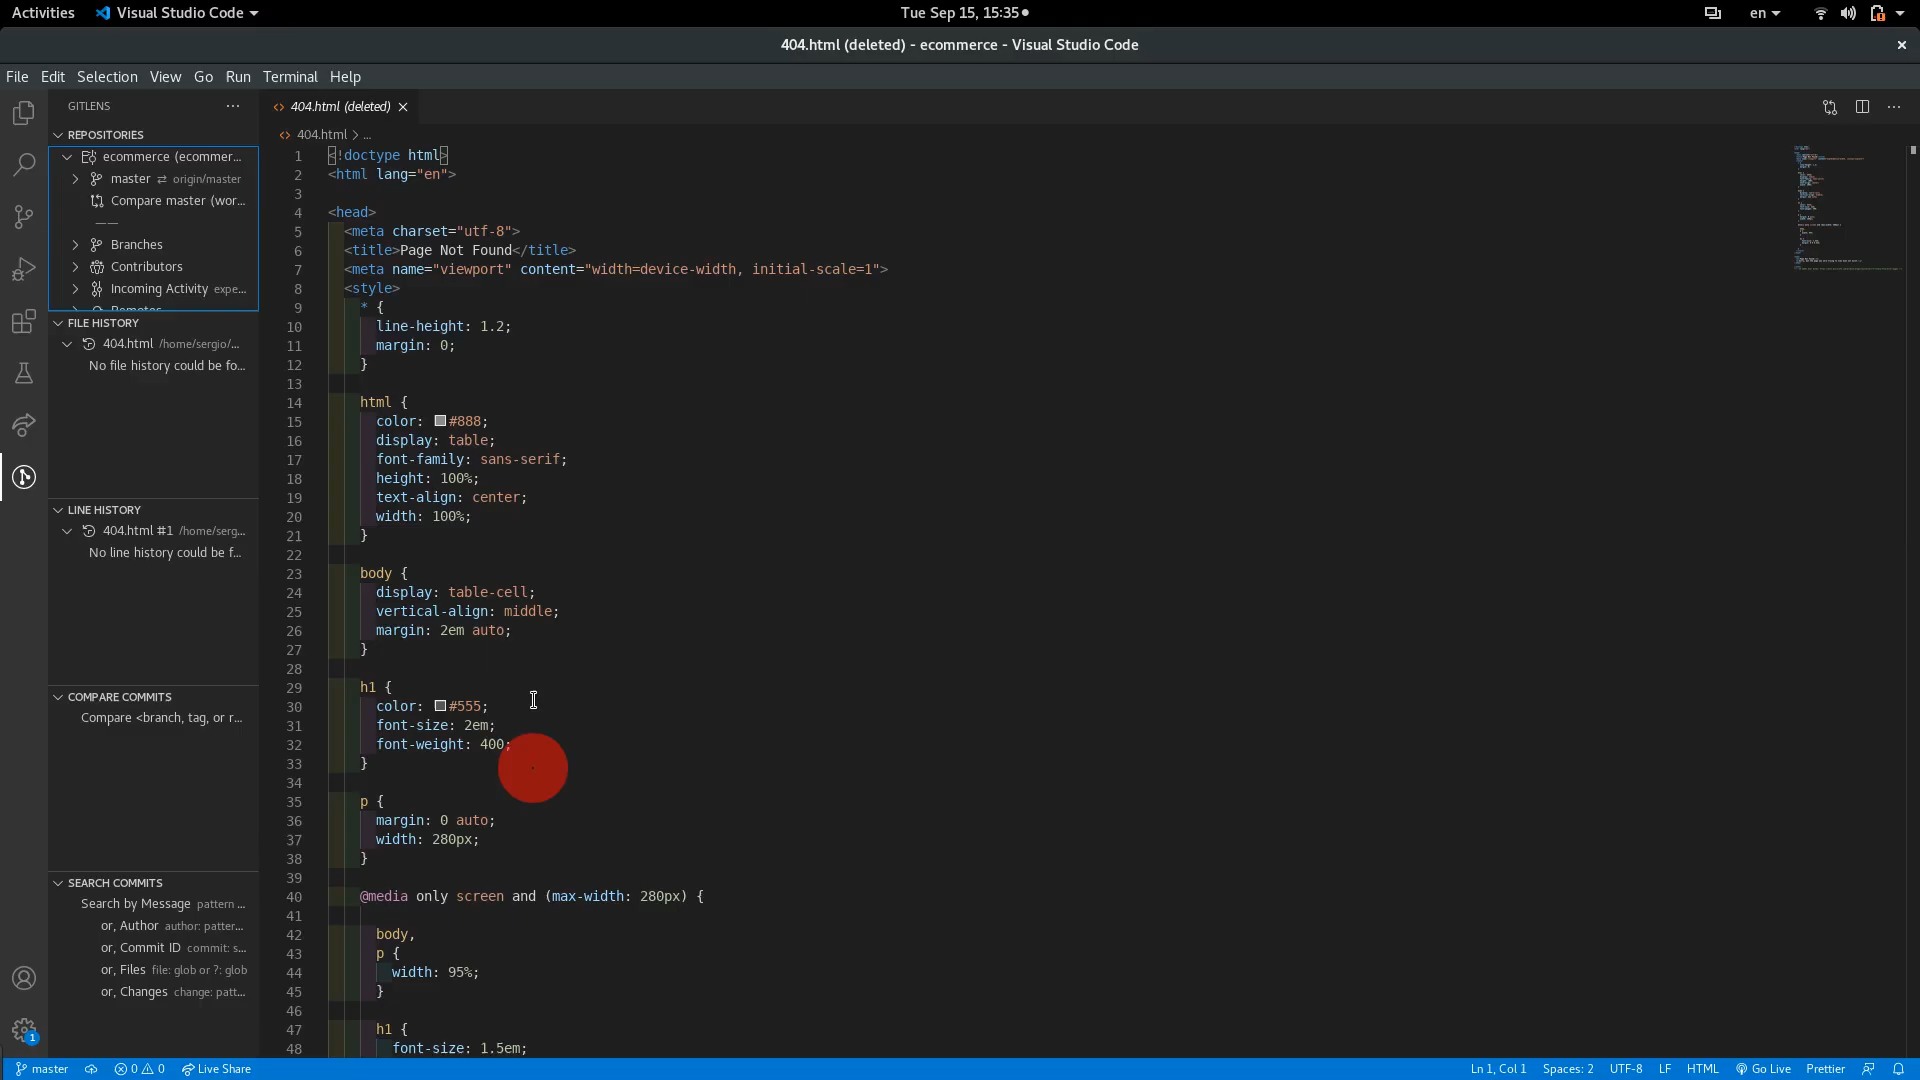 Activities Visual Studio Code Tue Sep 15, 15:35 en
404.html (deleted) - ecommerce - Visual Studio Code
File Edit Selection View Go Run Terminal Help
GITLENS
REPOSITORIES
ecommerce (ecommer...
master origin/master
Compare master (wor...
Branches
Contributors
Incoming Activity expe...
Remotes
FILE HISTORY
404.html /home/sergio/...
No file history could be fo...
LINE HISTORY
404.html #1 /home/serg...
No line history could be f...
COMPARE COMMITS
Compare <branch, tag, or r...
SEARCH COMMITS
Search by Message pattern ...
or, Author author: patter...
or, Commit ID commit: s...
or, Files file: glob or ?: glob
or, Changes change: patt...
404.html (deleted)
404.html > ...
1 <!doctype html>
2 <html lang="en">
3
4 <head>
5 <meta charset="utf-8">
6 <title>Page Not Found</title>
7 <meta name="viewport" content="width=device-width, initial-scale=1">
8 <style>
9 * {
10 line-height: 1.2;
11 margin: 0;
12 }
13
14 html {
15 color: #888;
16 display: table;
17 font-family: sans-serif;
18 height: 100%;
19 text-align: center;
20 width: 100%;
21 }
22
23 body {
24 display: table-cell;
25 vertical-align: middle;
26 margin: 2em auto;
27 }
28
29 h1 {
30 color: #555;
31 font-size: 2em;
32 font-weight: 400;
33 }
34
35 p {
36 margin: 0 auto;
37 width: 280px;
38 }
39
40 @media only screen and (max-width: 280px) {
41
42 body,
43 p {
44 width: 95%;
45 }
46
47 h1 {
48 font-size: 1.5em;
1
master 0 0 Live Share Ln 1, Col 1 Spaces: 2 UTF-8 LF HTML Go Live Prettier